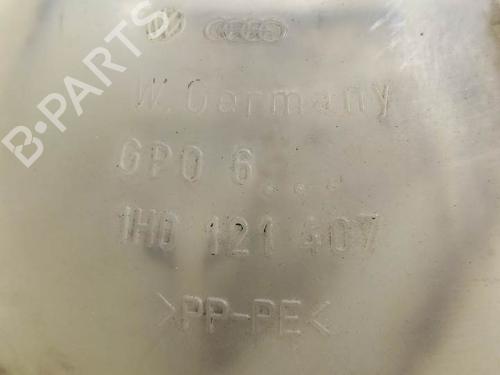 B-PARTS
W. Germany
GPO 6...
1H0 121 407
>PP-PE<